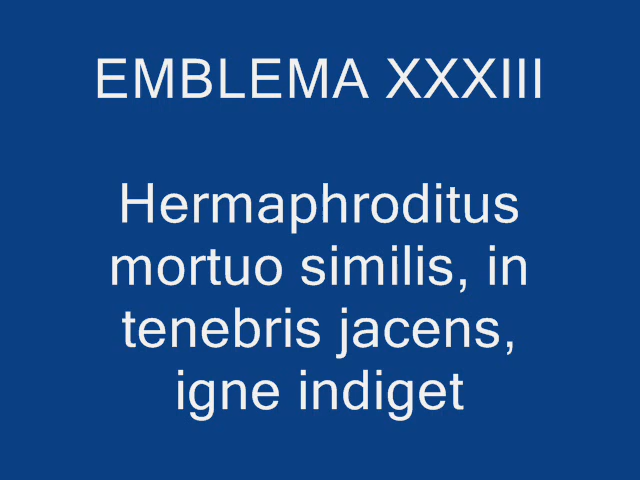 EMBLEMA XXXIII
Hermaphroditus
mortuo similis, in
tenebris jacens,
igne indiget